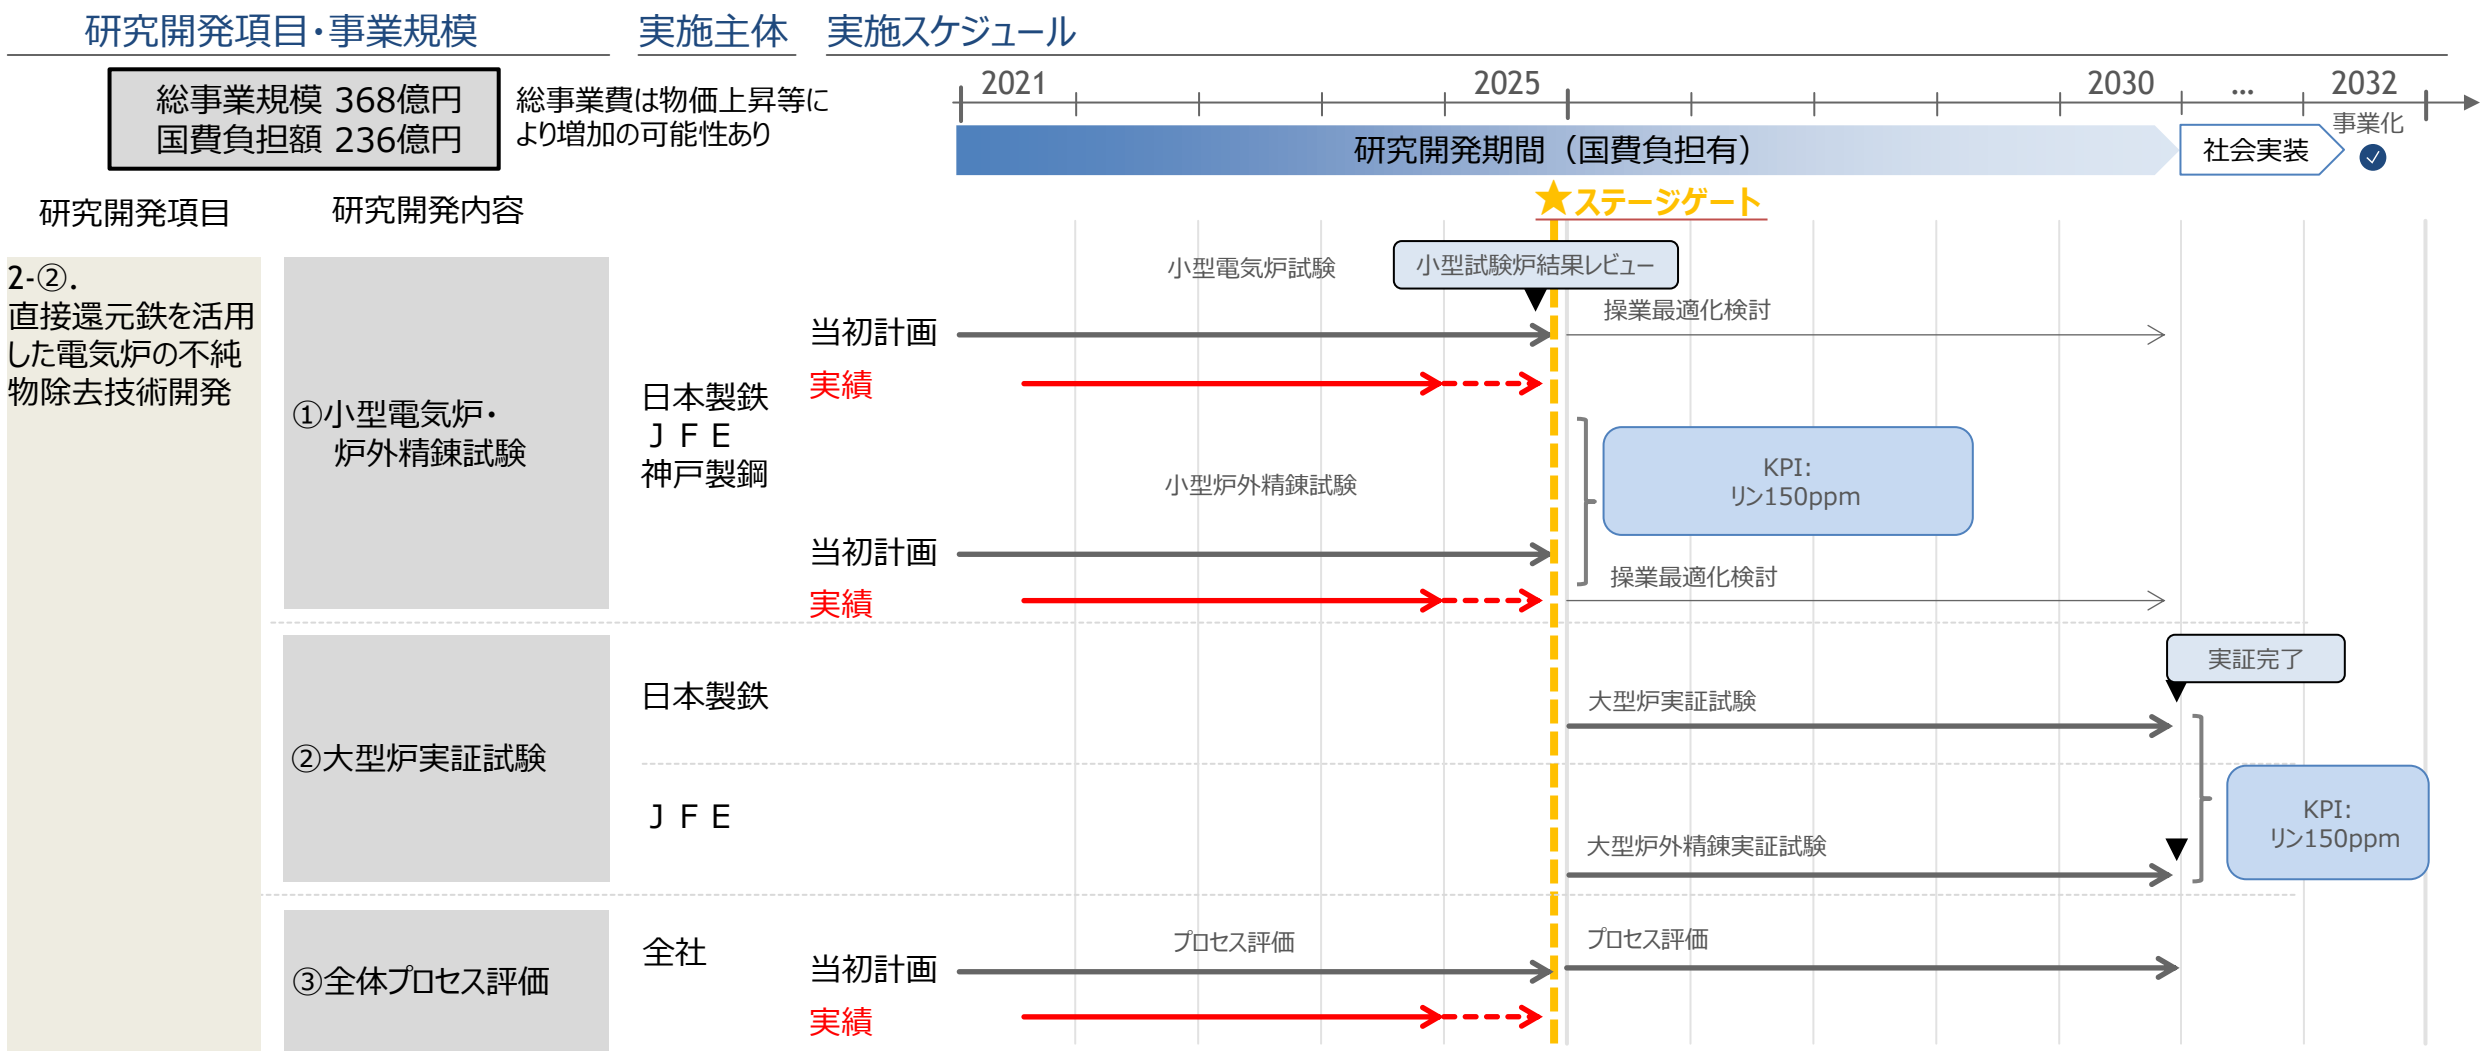 研究開発項目・事業規模
実施主体
実施スケジュール
総事業規模 368億円
国費負担額 236億円
総事業費は物価上昇等に
より増加の可能性あり
2021
2025
2030
…
2032
研究開発期間（国費負担有）
社会実装
事業化
★ステージゲート
研究開発項目
研究開発内容
2-②.
直接還元鉄を活用
した電気炉の不純
物除去技術開発
①小型電気炉・
炉外精錬試験
日本製鉄
ＪＦＥ
神戸製鋼
小型電気炉試験
小型試験炉結果レビュー
操業最適化検討
当初計画
実績
KPI:
リン150ppm
小型炉外精錬試験
当初計画
操業最適化検討
実績
②大型炉実証試験
日本製鉄
実証完了
大型炉実証試験
ＪＦＥ
大型炉外精錬実証試験
KPI:
リン150ppm
③全体プロセス評価
全社
プロセス評価
プロセス評価
当初計画
実績